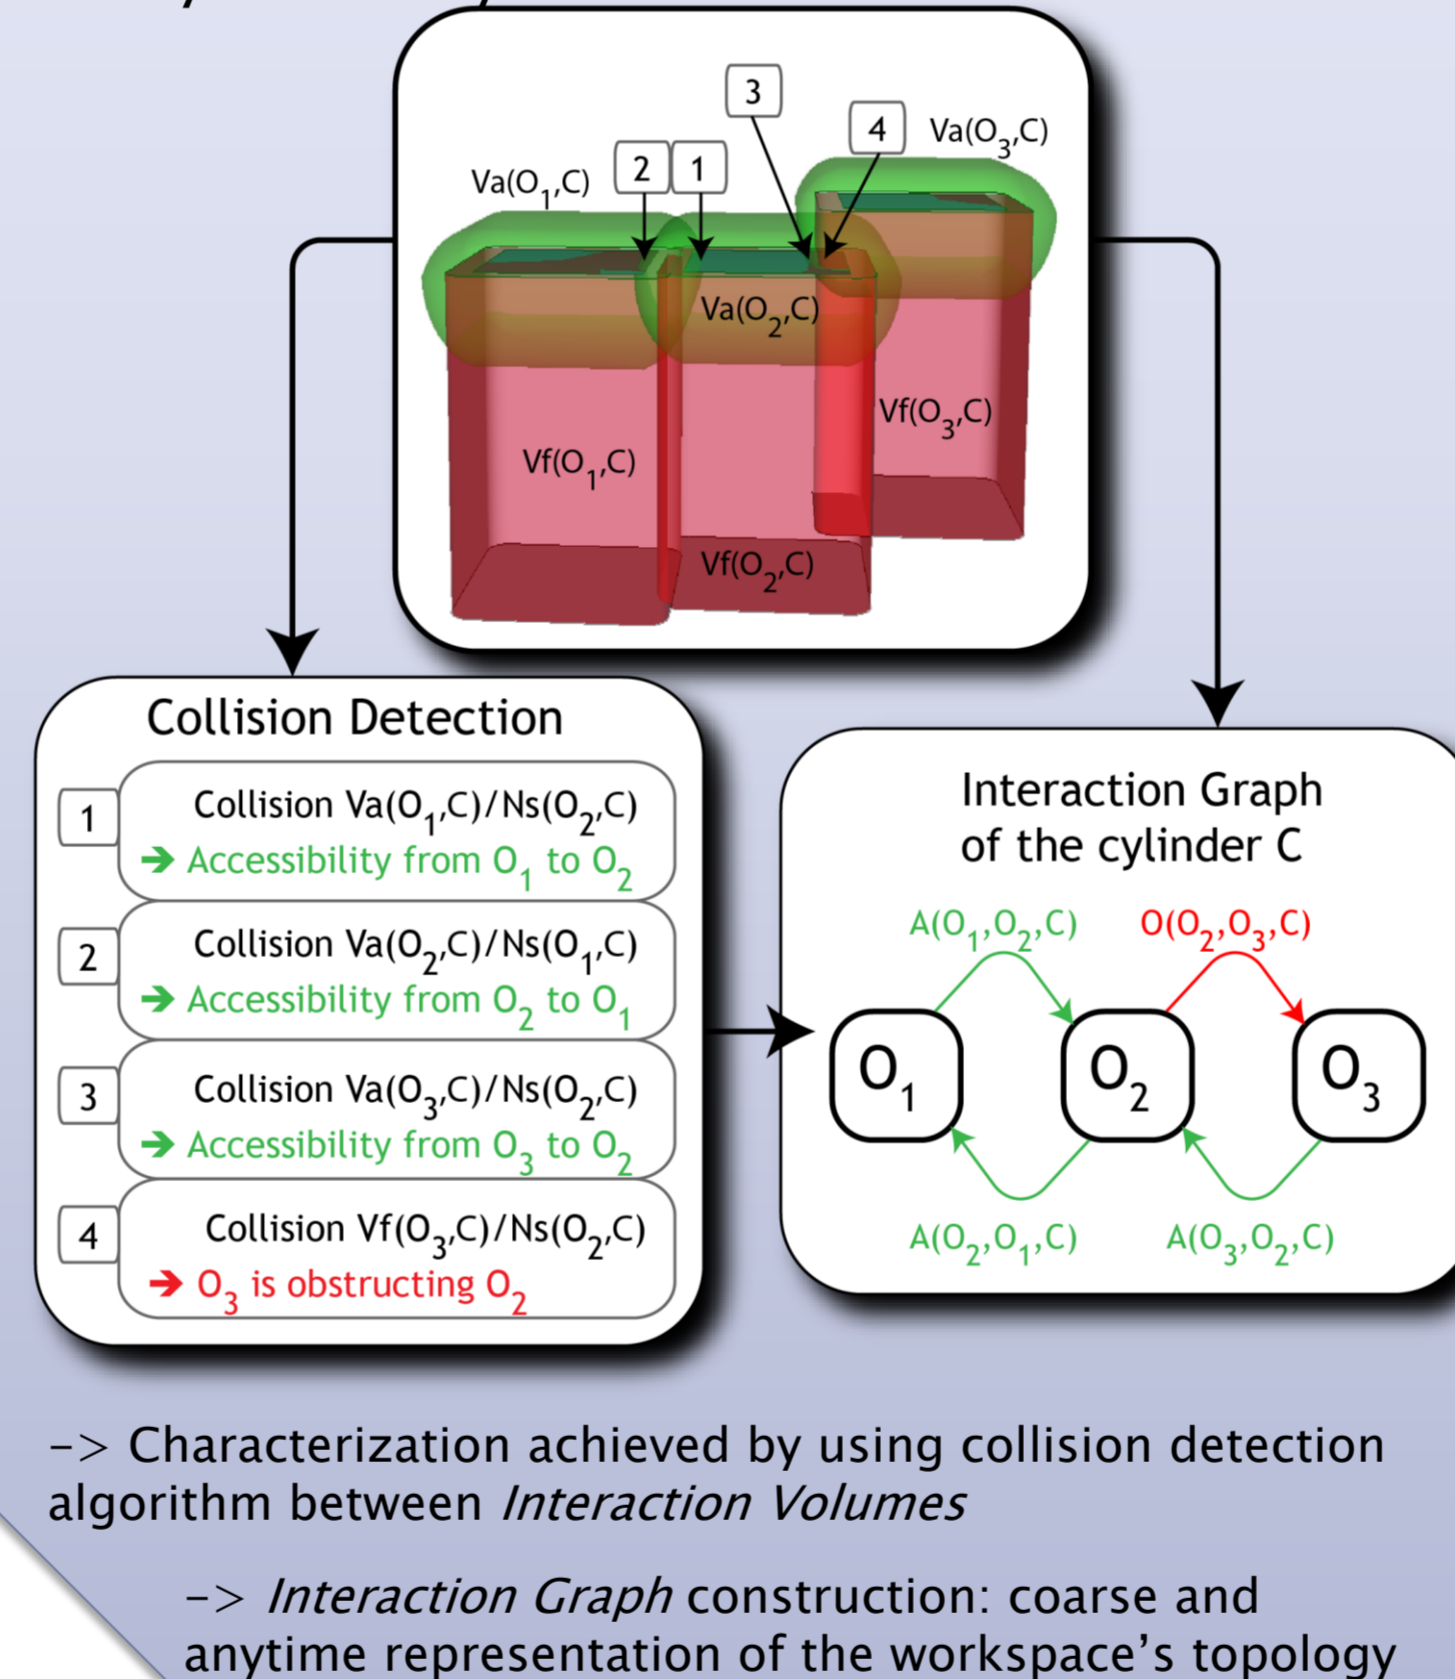 3
4
Va(O₃,C)
2
1
Va(O₁,C)
Va(O₂,C)
Vf(O₃,C)
Vf(O₁,C)
Vf(O₂,C)
Collision Detection
1
Collision Va(O₁,C)/Ns(O₂,C)
➔ Accessibility from O₁ to O₂
2
Collision Va(O₂,C)/Ns(O₁,C)
➔ Accessibility from O₂ to O₁
3
Collision Va(O₃,C)/Ns(O₂,C)
➔ Accessibility from O₃ to O₂
4
Collision Vf(O₃,C)/Ns(O₂,C)
➔ O₃ is obstructing O₂
Interaction Graph
of the cylinder C
A(O₁,O₂,C)
O(O₂,O₃,C)
O₁
O₂
O₃
A(O₂,O₁,C)
A(O₃,O₂,C)
–> Characterization achieved by using collision detection
algorithm between Interaction Volumes
–> Interaction Graph construction: coarse and
anytime representation of the workspace’s topology